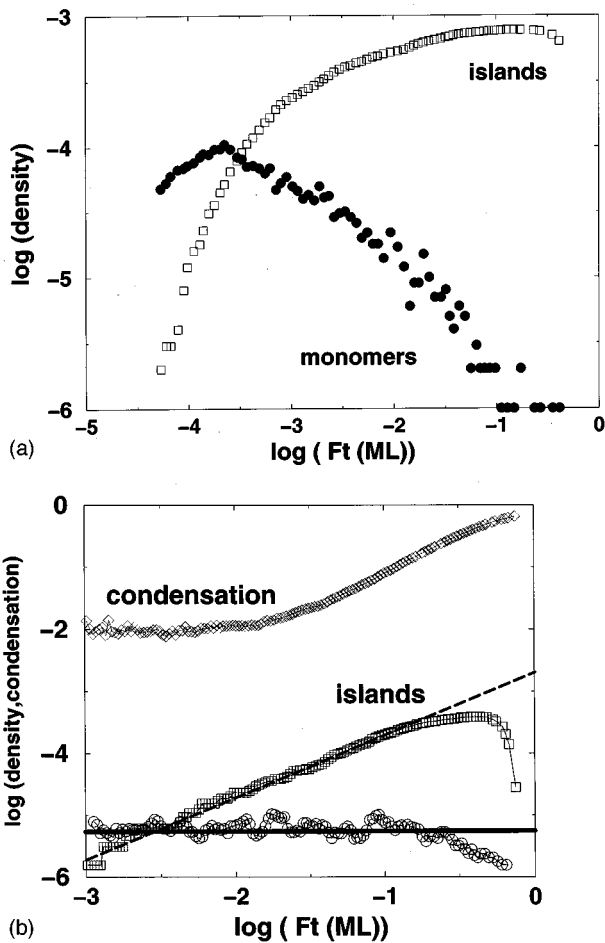 -3
-4
-5
-6
log (density)
islands
monomers
-5
-4
-3
-2
-1
0
log ( Ft (ML))
(a)
0
-2
-4
-6
log (density,condensation)
condensation
islands
-3
-2
-1
0
log ( Ft (ML))
(b)